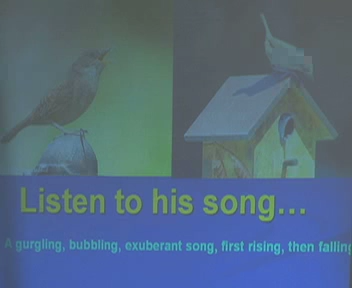 Listen to his song...
A gurgling, bubbling, exuberant song, first rising, then falling